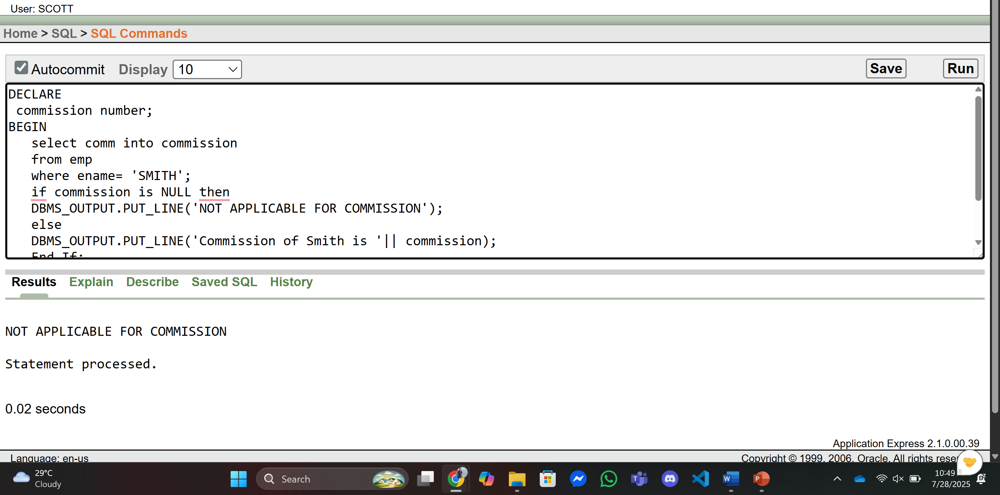 User: SCOTT
Home > SQL > SQL Commands
Autocommit Display 10 Save Run
DECLARE
commission number;
BEGIN
select comm into commission
from emp
where ename= 'SMITH';
if commission is NULL then
DBMS_OUTPUT.PUT_LINE('NOT APPLICABLE FOR COMMISSION');
else
DBMS_OUTPUT.PUT_LINE('Commission of Smith is '|| commission);
End If;
Results Explain Describe Saved SQL History
NOT APPLICABLE FOR COMMISSION
Statement processed.
0.02 seconds
Application Express 2.1.0.00.39
Language: en-us Copyright © 1999, 2006, Oracle. All rights
29°C
Cloudy
Search
10:49
7/28/2025